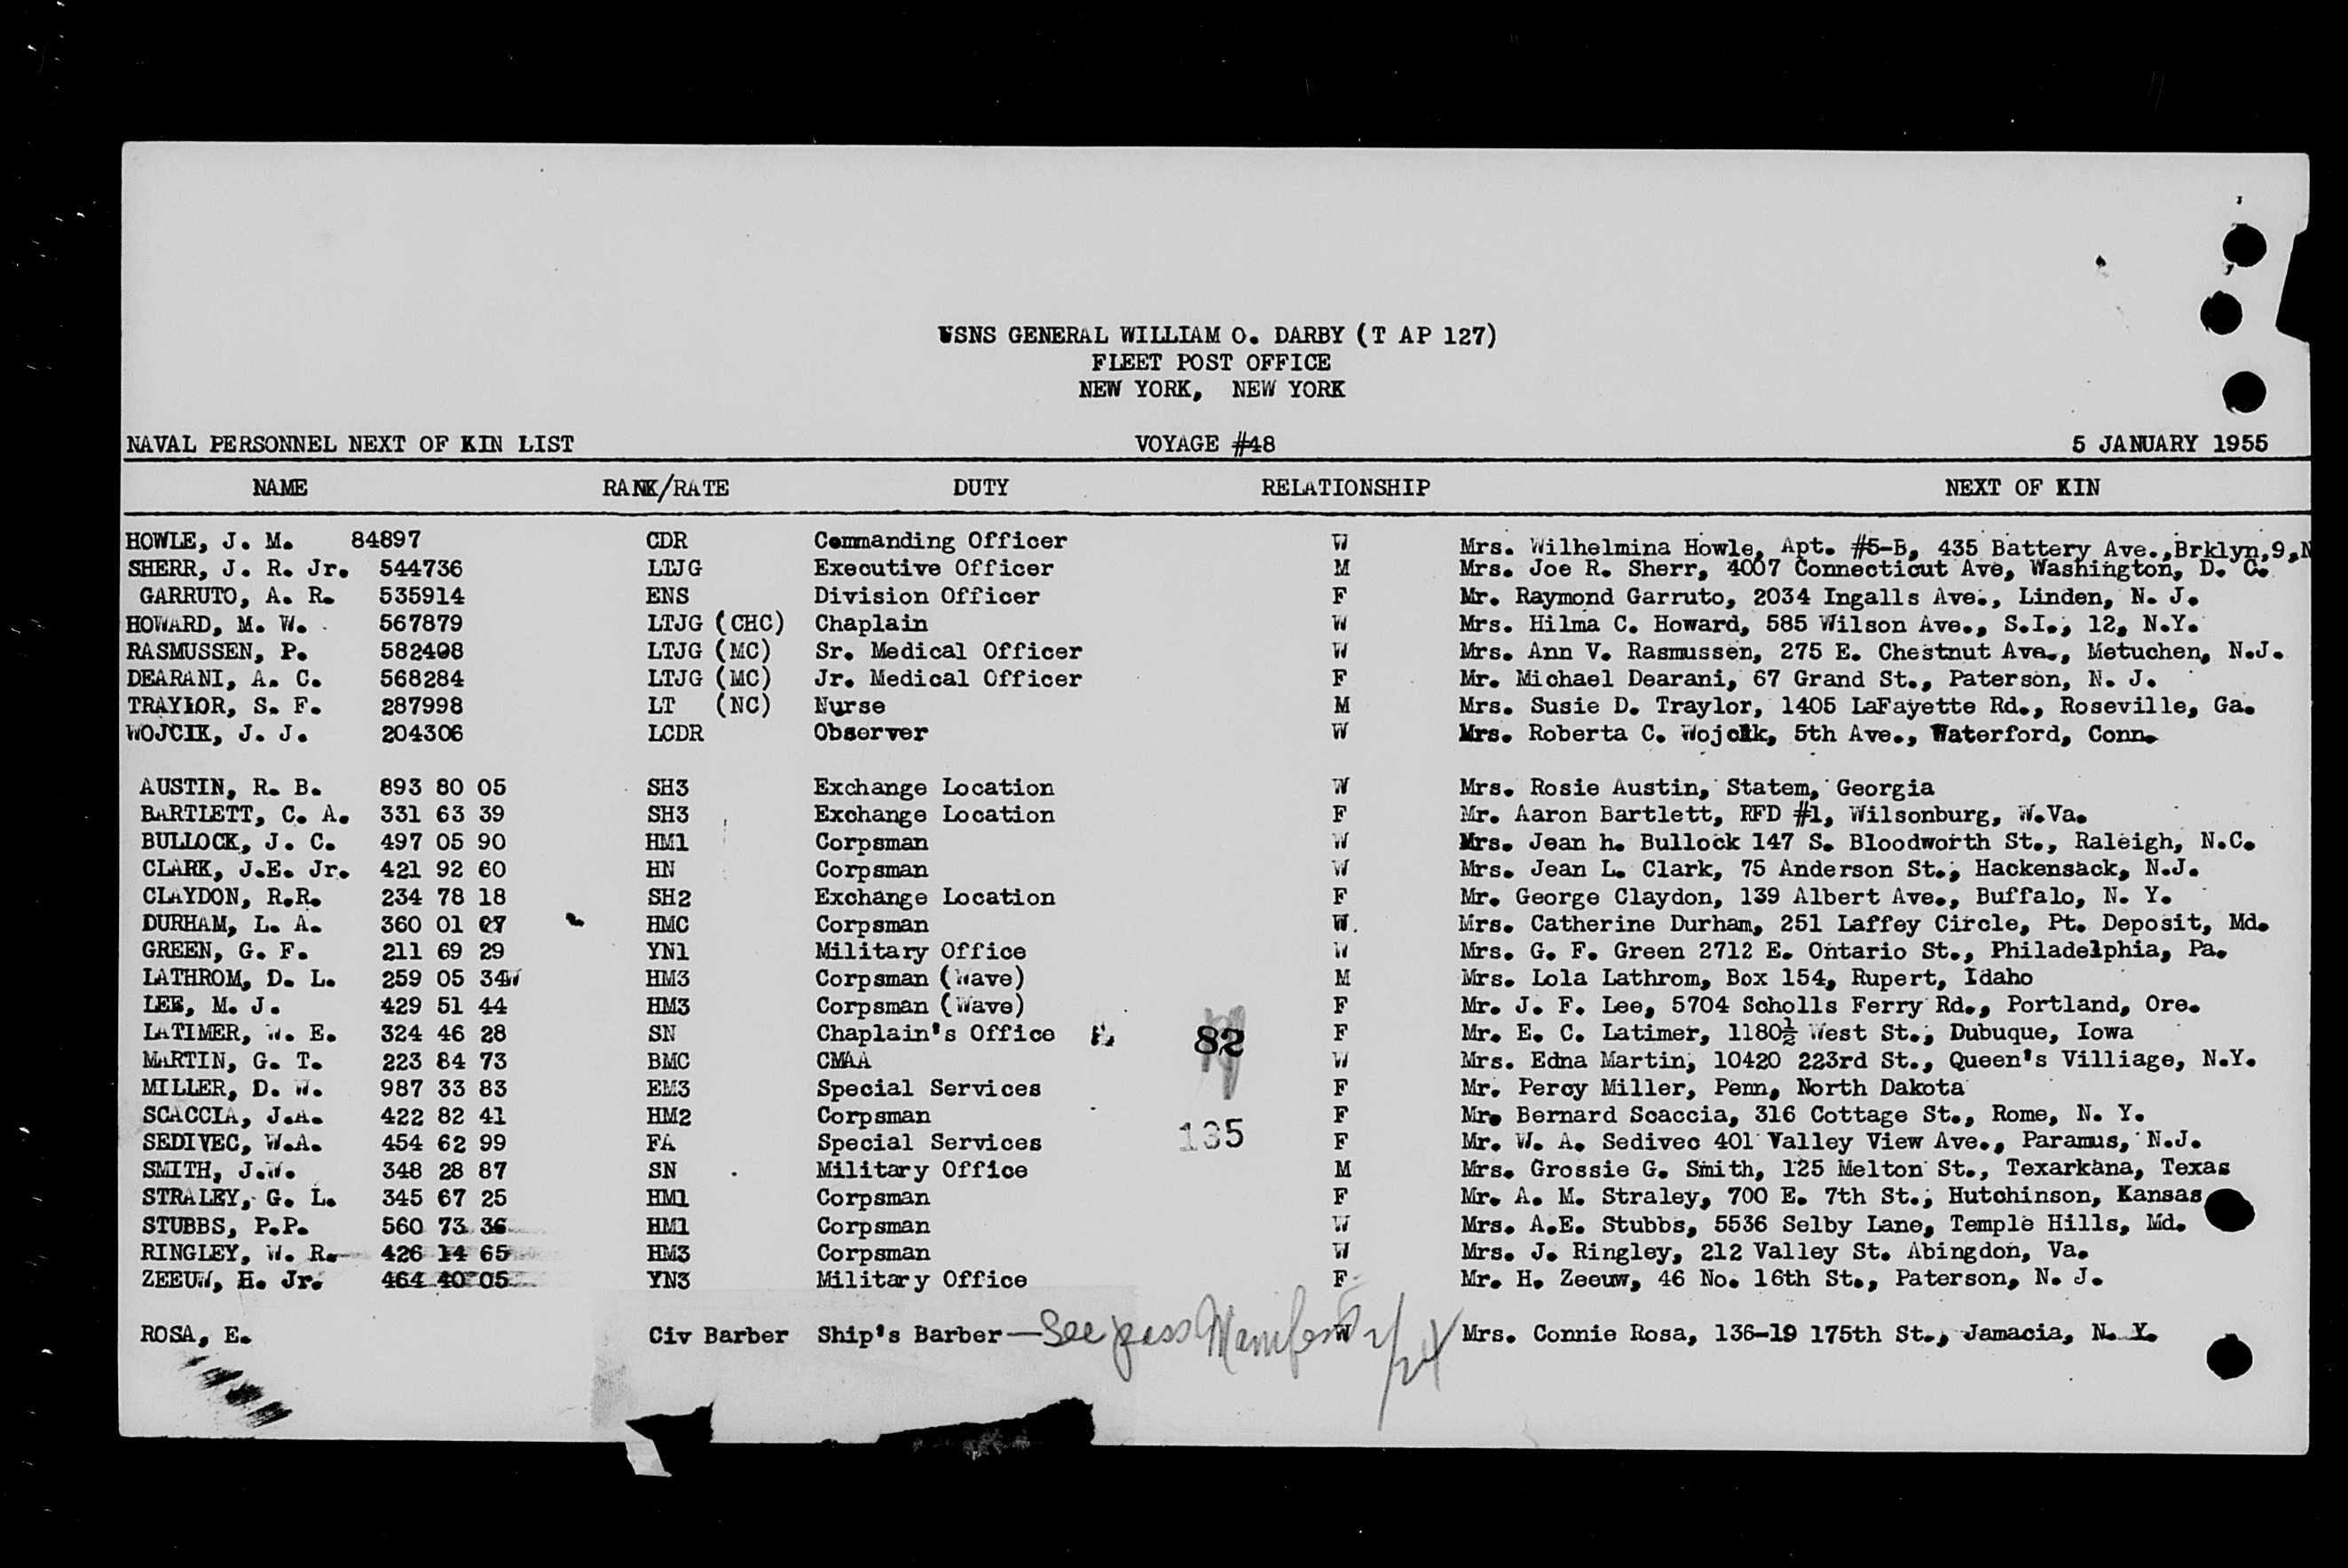 USNS GENERAL WILLIAM O. DARBY (T AP 127)
FLEET POST OFFICE
NEW YORK, NEW YORK
NAVAL PERSONNEL NEXT OF KIN LIST VOYAGE #48 5 JANUARY 1955
NAME RANK/RATE DUTY RELATIONSHIP NEXT OF KIN
HOWLE, J. M. 84897 CDR Commanding Officer W Mrs. Wilhelmina Howle, Apt. #5-B, 435 Battery Ave.,Brklyn,9,N
SHERR, J. R. Jr. 544736 LTJG Executive Officer M Mrs. Joe R. Sherr, 4007 Connecticut Ave, Washington, D. C.
GARRUTO, A. R. 535914 ENS Division Officer F Mr. Raymond Garruto, 2034 Ingalls Ave., Linden, N. J.
HOWARD, M. W. 567879 LTJG (CHC) Chaplain W Mrs. Hilma C. Howard, 585 Wilson Ave., S.I., 12, N.Y.
RASMUSSEN, P. 582408 LTJG (MC) Sr. Medical Officer W Mrs. Ann V. Rasmussen, 275 E. Chestnut Ave., Metuchen, N.J.
DEARANI, A. C. 568284 LTJG (MC) Jr. Medical Officer F Mr. Michael Dearani, 67 Grand St., Paterson, N. J.
TRAYLOR, S. F. 287998 LT (NC) Nurse M Mrs. Susie D. Traylor, 1405 LaFayette Rd., Roseville, Ga.
WOJCIK, J. J. 204306 LCDR Observer W Mrs. Roberta C. Wojcik, 5th Ave., Waterford, Conn.
AUSTIN, R. B. 893 80 05 SH3 Exchange Location W Mrs. Rosie Austin, Statem, Georgia
BARTLETT, C. A. 331 63 39 SH3 Exchange Location F Mr. Aaron Bartlett, RFD #1, Wilsonburg, W.Va.
BULLOCK, J. C. 497 05 90 HM1 Corpsman W Mrs. Jean h. Bullock 147 S. Bloodworth St., Raleigh, N.C.
CLARK, J.E. Jr. 421 92 60 HN Corpsman W Mrs. Jean L. Clark, 75 Anderson St., Hackensack, N.J.
CLAYDON, R.R. 234 78 18 SH2 Exchange Location F Mr. George Claydon, 139 Albert Ave., Buffalo, N. Y.
DURHAM, L. A. 360 01 07 HMC Corpsman W. Mrs. Catherine Durham, 251 Laffey Circle, Pt. Deposit, Md.
GREEN, G. F. 211 69 29 YN1 Military Office W Mrs. G. F. Green 2712 E. Ontario St., Philadelphia, Pa.
LATHROM, D. L. 259 05 34W HM3 Corpsman (Wave) M Mrs. Lola Lathrom, Box 154, Rupert, Idaho
LEE, M. J. 429 51 44 HM3 Corpsman (Wave) F Mr. J. F. Lee, 5704 Scholls Ferry Rd., Portland, Ore.
LATIMER, W. E. 324 46 28 SN Chaplain's Office 82 F Mr. E. C. Latimer, 1180½ West St., Dubuque, Iowa
MARTIN, G. T. 223 84 73 BMC CMAA W Mrs. Edna Martin, 10420 223rd St., Queen's Villiage, N.Y.
MILLER, D. W. 987 33 83 EM3 Special Services F Mr. Percy Miller, Penn, North Dakota
SCACCIA, J.A. 422 82 41 HM2 Corpsman F Mr. Bernard Scaccia, 316 Cottage St., Rome, N. Y.
SEDIVEC, W.A. 454 62 99 FA Special Services 135 F Mr. W. A. Sedivec 401 Valley View Ave., Paramus, N.J.
SMITH, J.W. 348 28 87 SN Military Office M Mrs. Grossie G. Smith, 125 Melton St., Texarkana, Texas
STRALEY, G. L. 345 67 25 HM1 Corpsman F Mr. A. M. Straley, 700 E. 7th St., Hutchinson, Kansas
STUBBS, P.P. 560 73 36 HM1 Corpsman W Mrs. A.E. Stubbs, 5536 Selby Lane, Temple Hills, Md.
RINGLEY, W. R. 426 14 65 HM3 Corpsman W Mrs. J. Ringley, 212 Valley St. Abingdon, Va.
ZEEUW, H. Jr. 464 40 05 YN3 Military Office F Mr. H. Zeeuw, 46 No. 16th St., Paterson, N. J.
ROSA, E. Civ Barber Ship's Barber — See pass Manifest W Mrs. Connie Rosa, 136-19 175th St., Jamacia, N. Y.